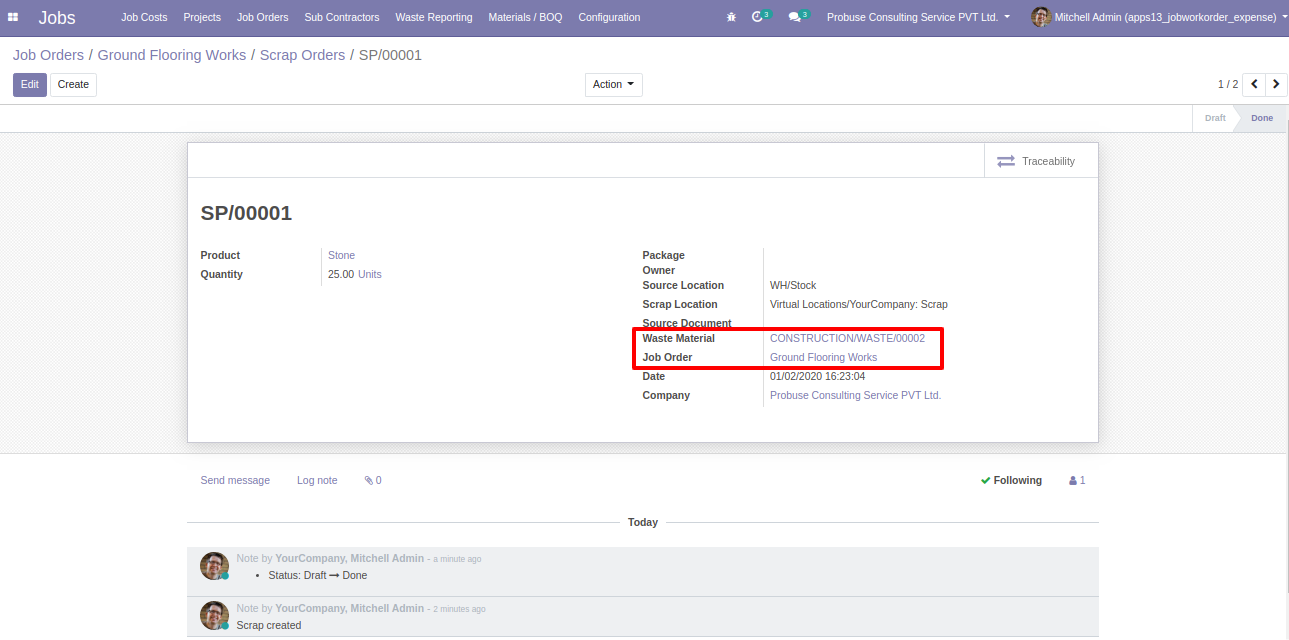 Jobs Job Costs Projects Job Orders Sub Contractors Waste Reporting Materials / BOQ Configuration 3 3 Probuse Consulting Service PVT Ltd. Mitchell Admin (apps13_jobworkorder_expense)
Job Orders / Ground Flooring Works / Scrap Orders / SP/00001
Edit Create Action 1 / 2
Draft Done
Traceability
SP/00001
Product Stone
Quantity 25.00 Units
Package
Owner
Source Location WH/Stock
Scrap Location Virtual Locations/YourCompany: Scrap
Source Document
Waste Material CONSTRUCTION/WASTE/00002
Job Order Ground Flooring Works
Date 01/02/2020 16:23:04
Company Probuse Consulting Service PVT Ltd.
Send message Log note 0 Following 1
Today
Note by YourCompany, Mitchell Admin - a minute ago
• Status: Draft → Done
Note by YourCompany, Mitchell Admin - 2 minutes ago
Scrap created